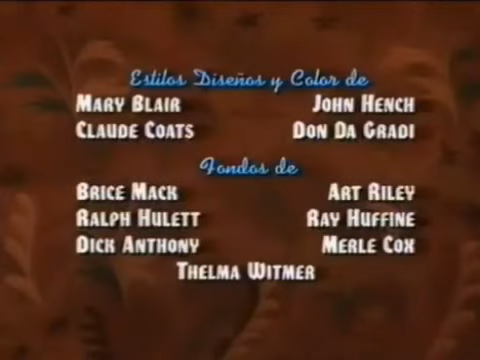 Estilos Diseños y Color de
MARY BLAIR JOHN HENCH
CLAUDE COATS DON DA GRADI
Fondos de
BRICE MACK ART RILEY
RALPH HULETT RAY HUFFINE
DICK ANTHONY MERLE COX
THELMA WITMER